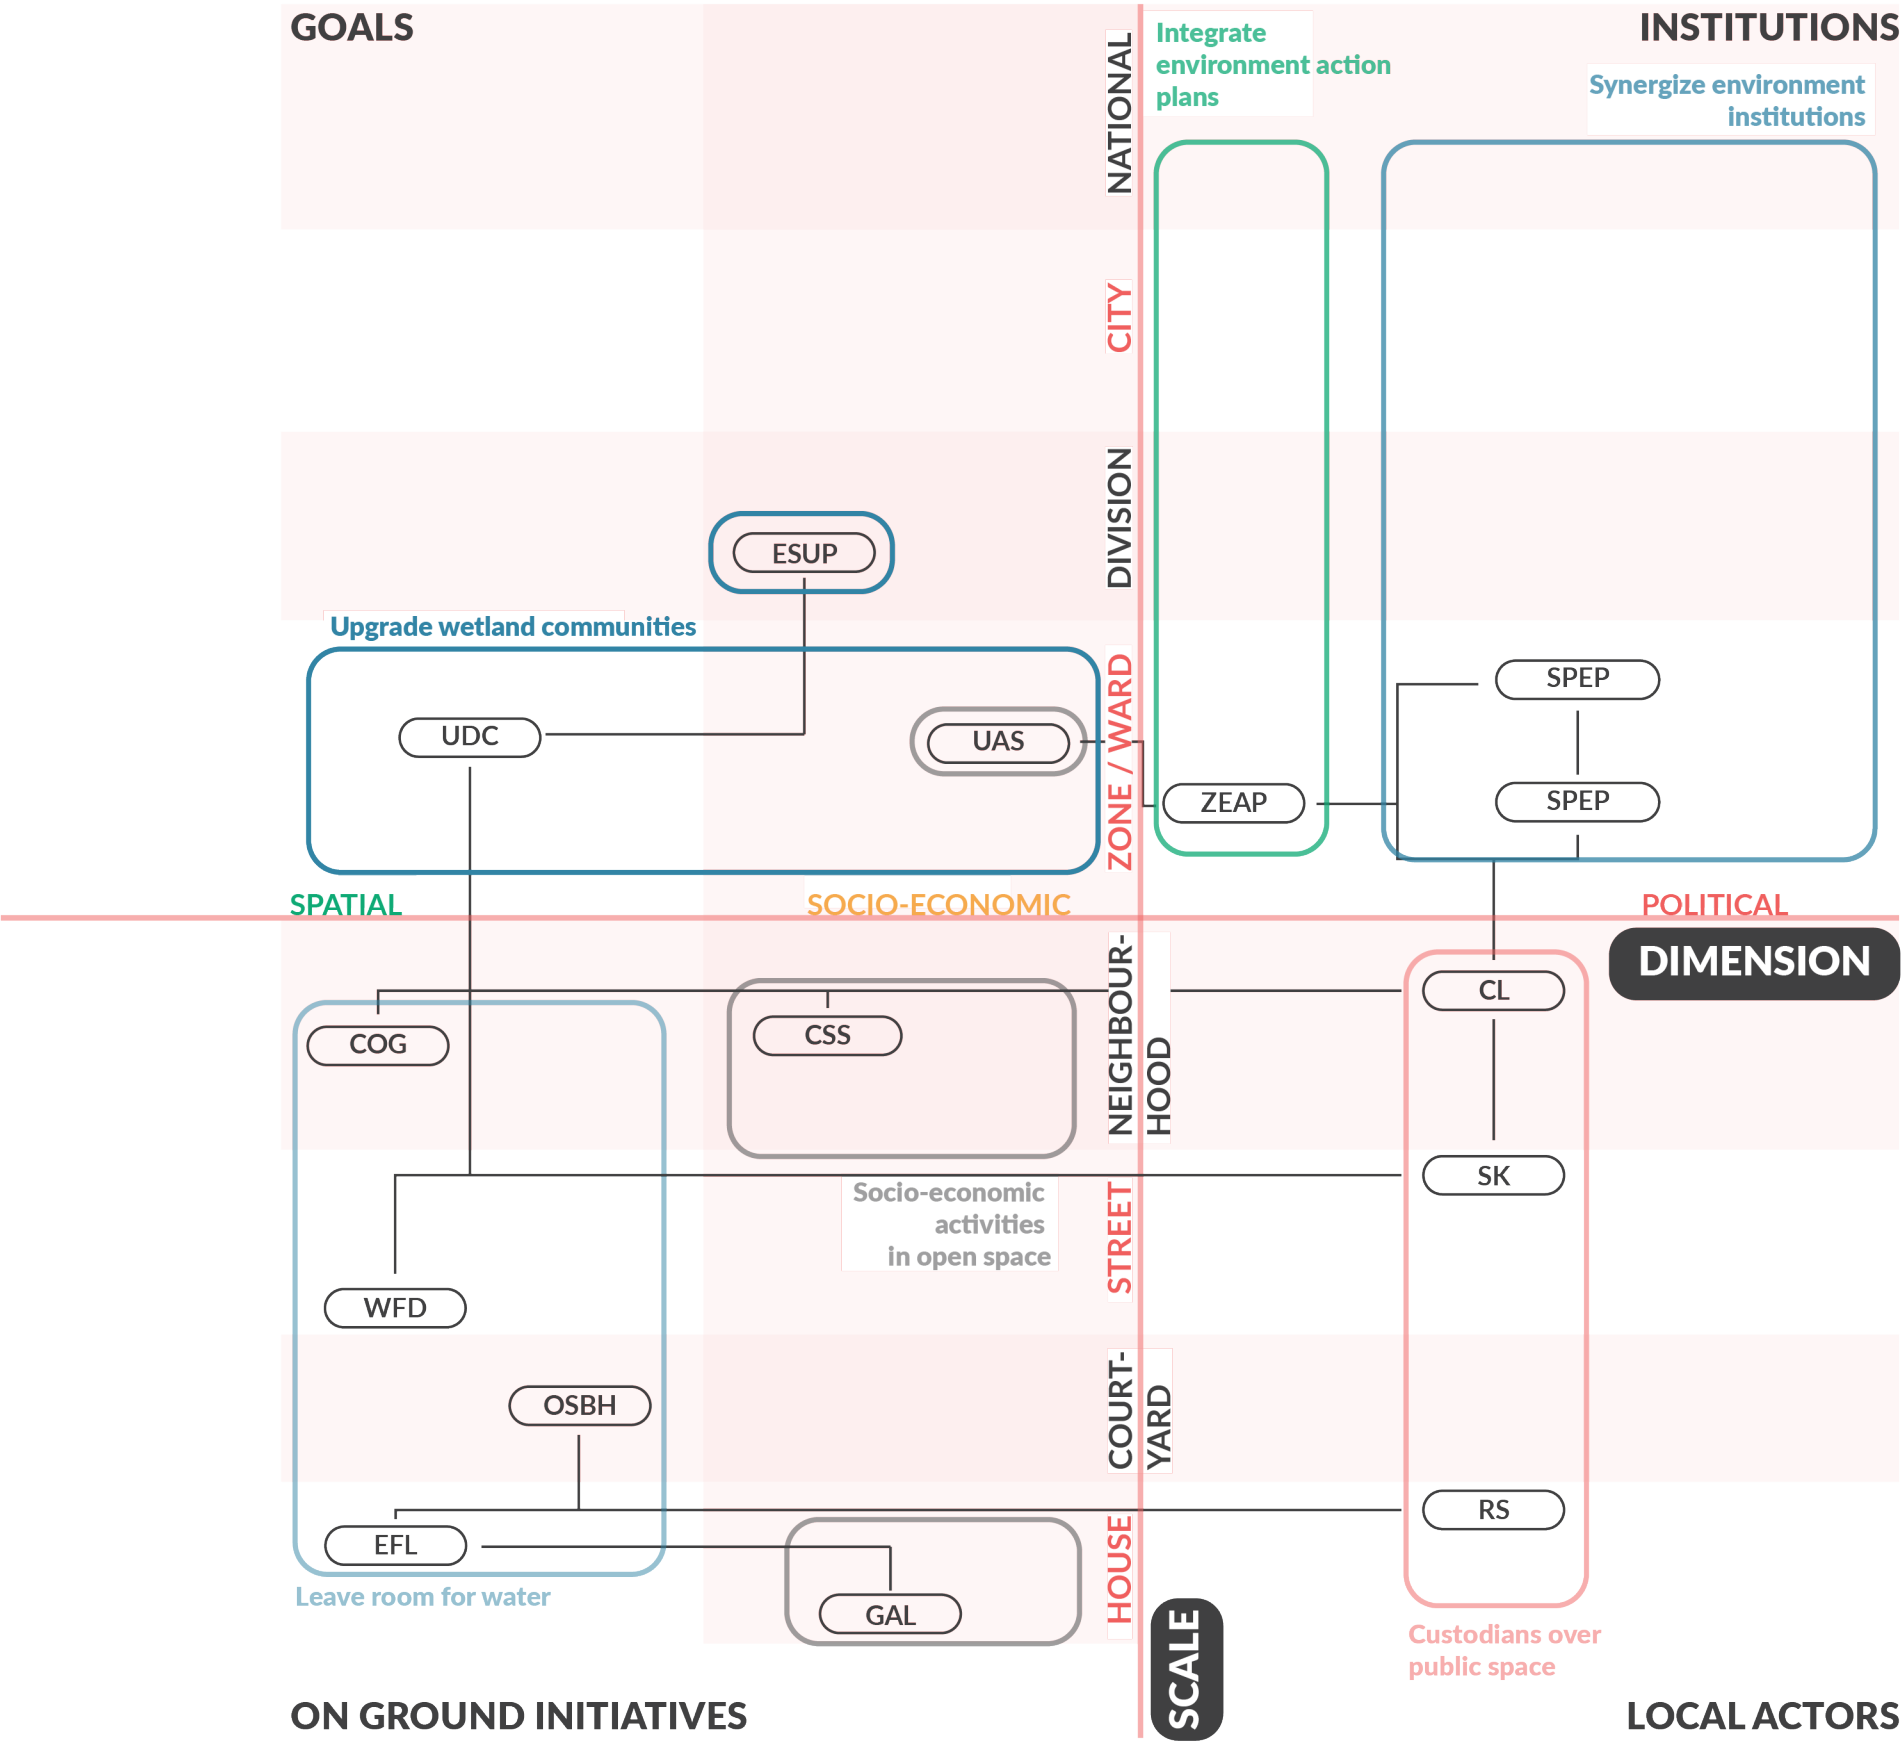 GOALS
INSTITUTIONS
NATIONAL
Integrate
environment action
plans
Synergize environment
institutions
CITY
DIVISION
ESUP
Upgrade wetland communities
ZONE / WARD
UDC
UAS
ZEAP
SPEP
SPEP
SPATIAL
SOCIO-ECONOMIC
POLITICAL
DIMENSION
NEIGHBOUR-
HOOD
COG
CSS
CL
SK
Socio-economic
activities
in open space
STREET
WFD
COURT-
YARD
OSBH
EFL
RS
HOUSE
GAL
Leave room for water
SCALE
Custodians over
public space
ON GROUND INITIATIVES
LOCAL ACTORS